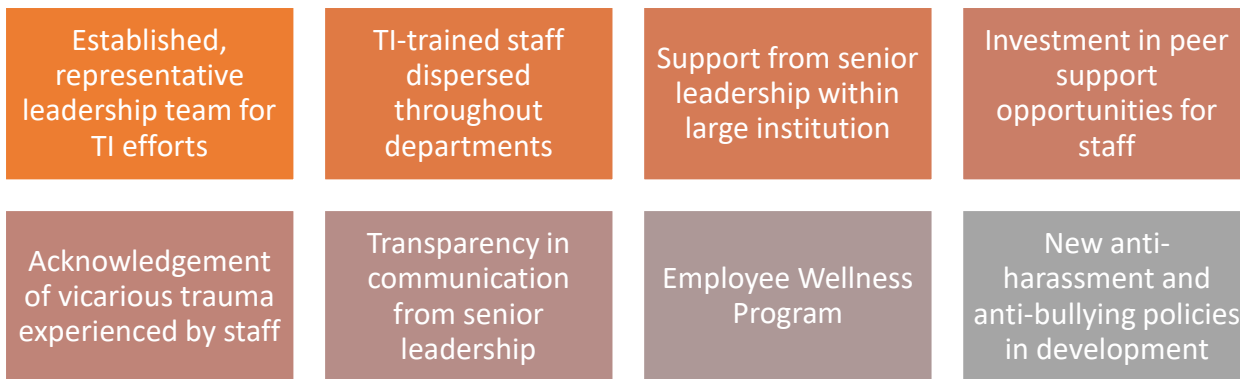 Established,
representative
leadership team for
TI efforts
TI-trained staff
dispersed
throughout
departments
Support from senior
leadership within
large institution
Investment in peer
support
opportunities for
staff
Acknowledgement
of vicarious trauma
experienced by staff
Transparency in
communication
from senior
leadership
Employee Wellness
Program
New anti-
harassment and
anti-bullying policies
in development